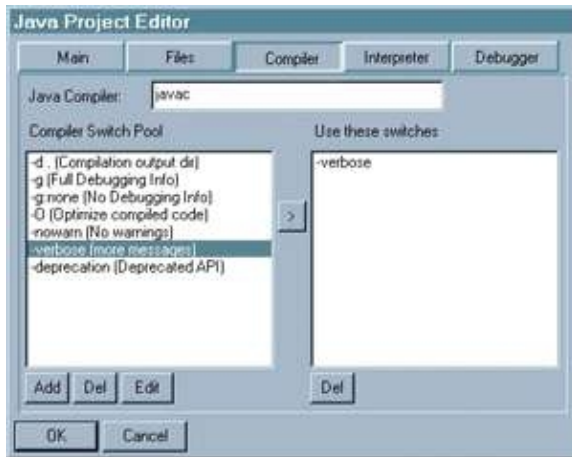 Java Project Editor
Main Files Compiler Interpreter Debugger
Java Compiler: javac
Compiler Switch Pool
-d . (Compilation output dir)
-g (Full Debugging Info)
-g:none (No Debugging Info)
-O (Optimize compiled code)
-nowarn (No warnings)
-verbose (more messages)
-deprecation (Deprecated API)
>
Use these switches
-verbose
Add Del Edit
Del
OK Cancel